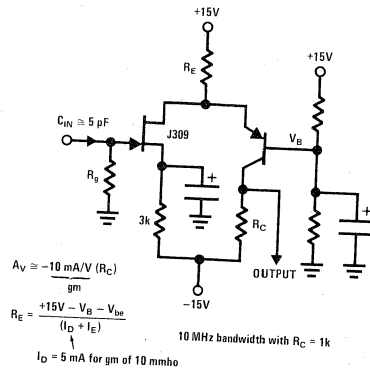 +15V
+15V
R_E
C_IN ≅ 5 pF
J309
V_B
R_g
3k
R_C
OUTPUT
-15V
A_V ≅ -10 mA/V (R_C)
gm
R_E = +15V - V_B - V_be
(I_D + I_E)
10 MHz bandwidth with R_C = 1k
I_D = 5 mA for gm of 10 mmho